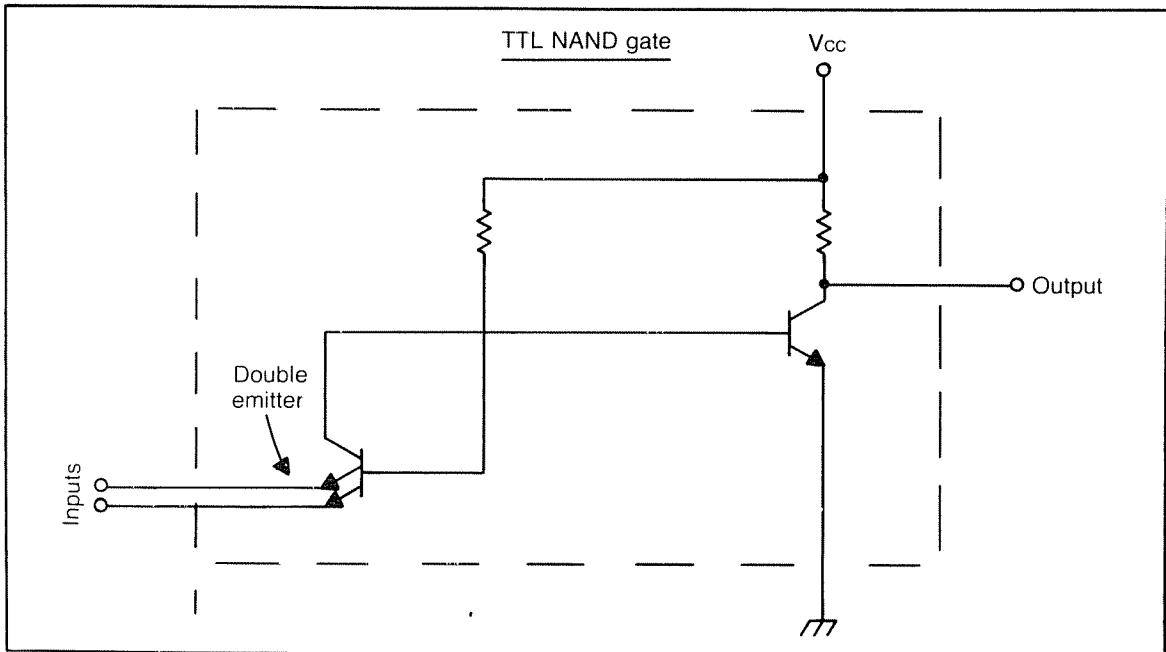 TTL NAND gate
Vcc
Output
Double
emitter
Inputs